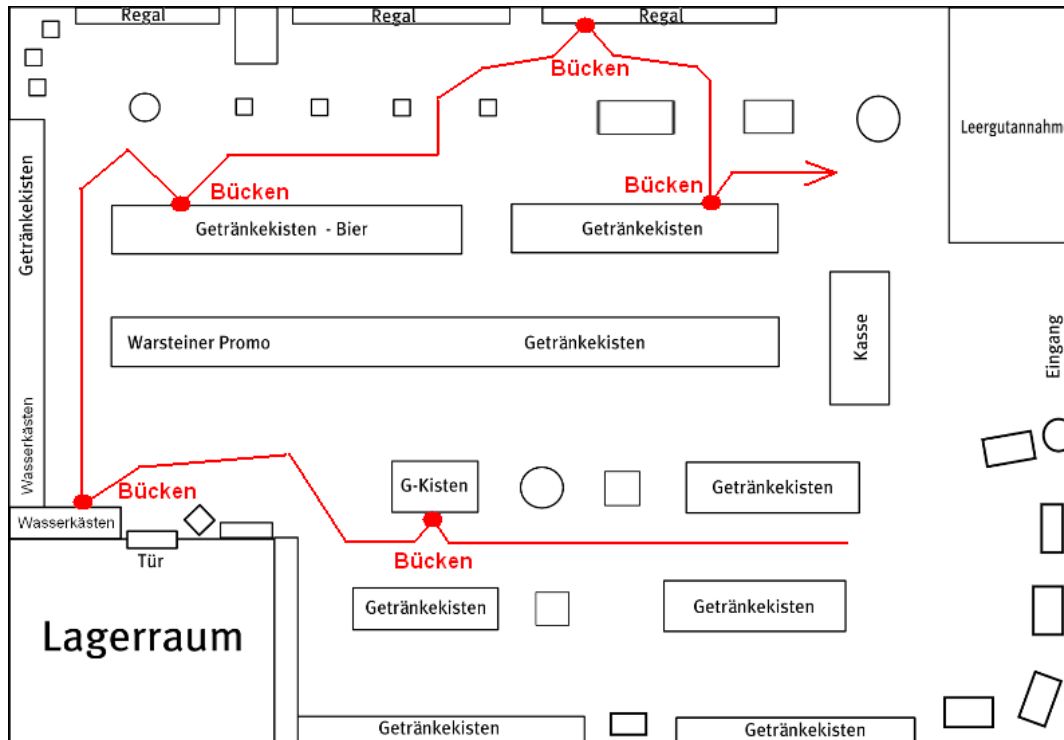 Regal
Regal
Regal
Bücken
Leergutannahm
Bücken
Bücken
Getränkekisten
Getränkekisten - Bier
Getränkekisten
Warsteiner Promo
Getränkekisten
Kasse
Eingang
Wasserkästen
G-Kisten
Getränkekisten
Bücken
Wasserkästen
Tür
Bücken
Getränkekisten
Getränkekisten
Lagerraum
Getränkekisten
Getränkekisten